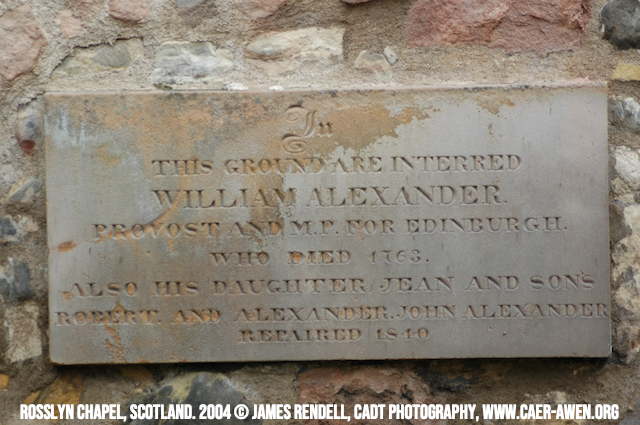 In
THIS GROUND ARE INTERRED
WILLIAM ALEXANDER.
PROVOST AND M.P. FOR EDINBURGH.
WHO DIED 1763.
ALSO HIS DAUGHTER JEAN AND SONS
ROBERT. AND ALEXANDER. JOHN ALEXANDER
REPAIRED 1840
ROSSLYN CHAPEL, SCOTLAND. 2004 © JAMES RENDELL, CADT PHOTOGRAPHY, WWW.CAER-AWEN.ORG